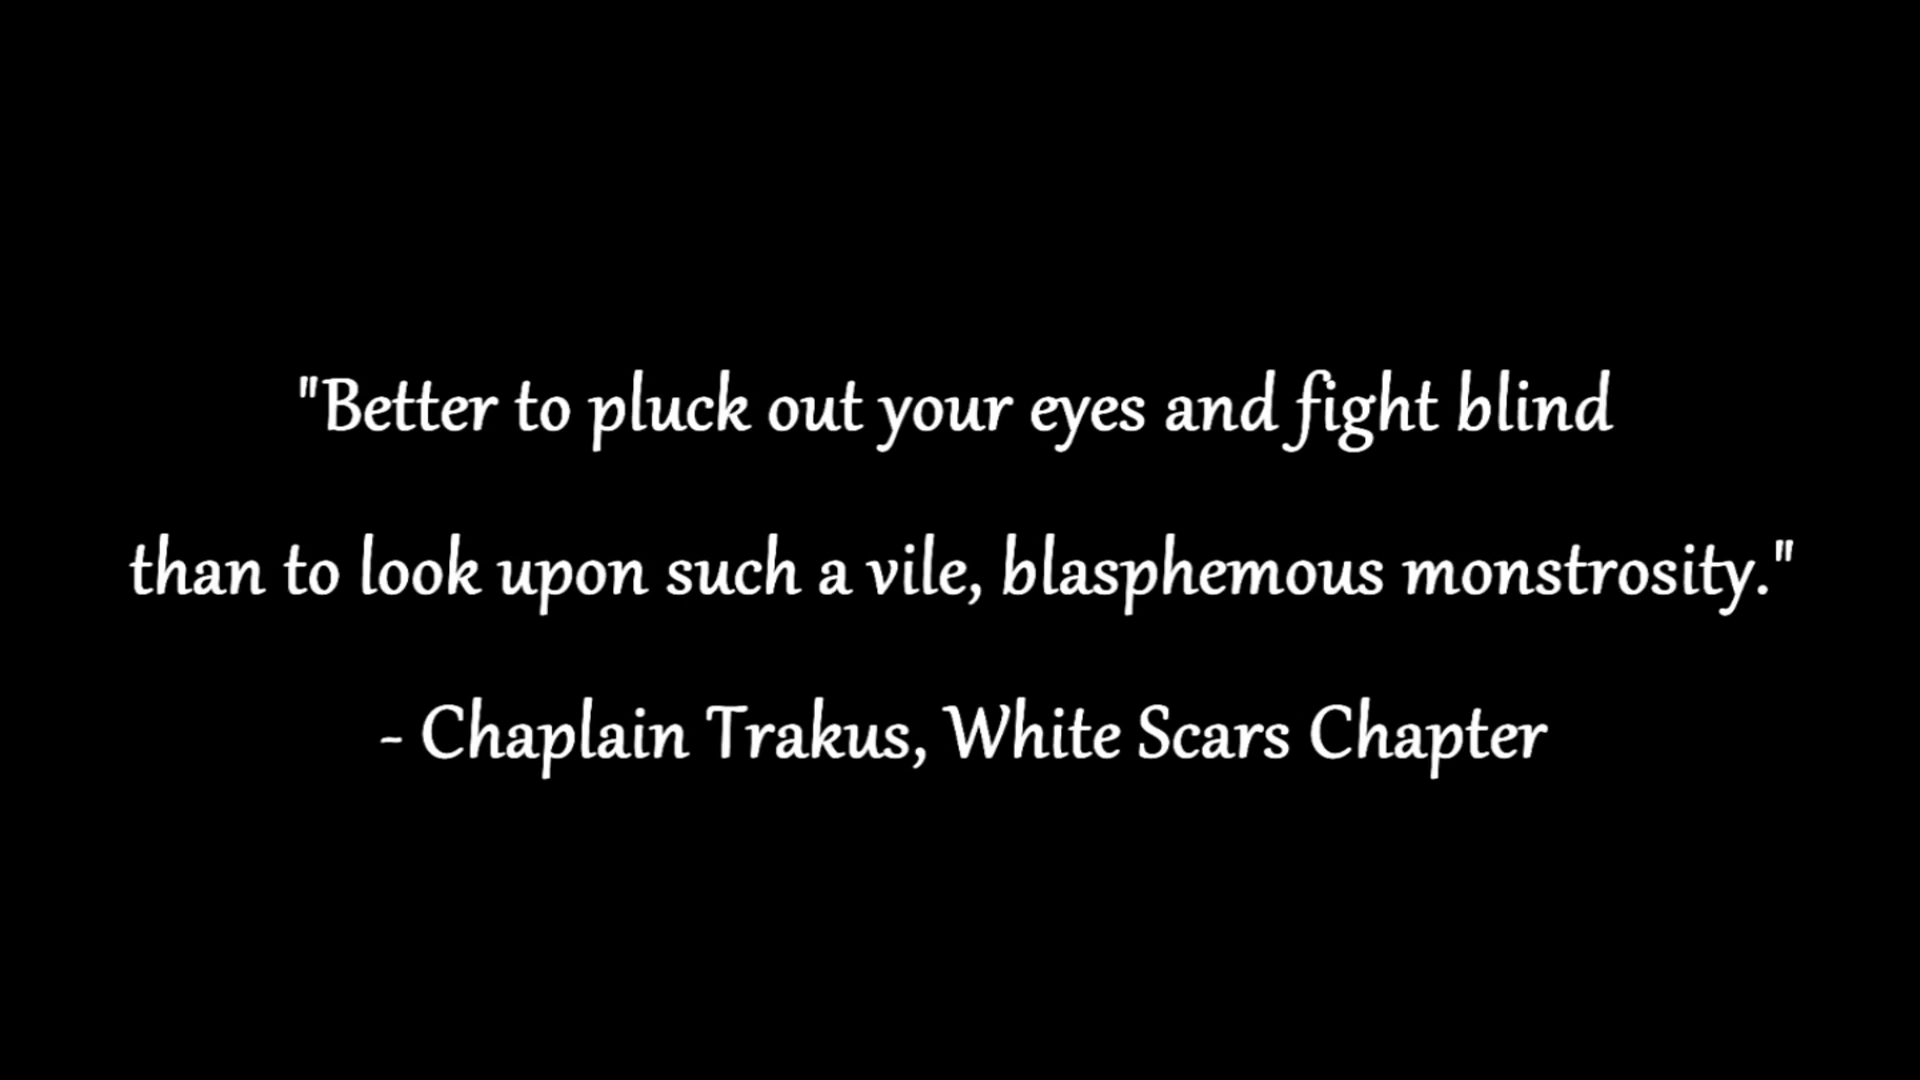 "Better to pluck out your eyes and fight blind
than to look upon such a vile, blasphemous monstrosity."
- Chaplain Trakus, White Scars Chapter